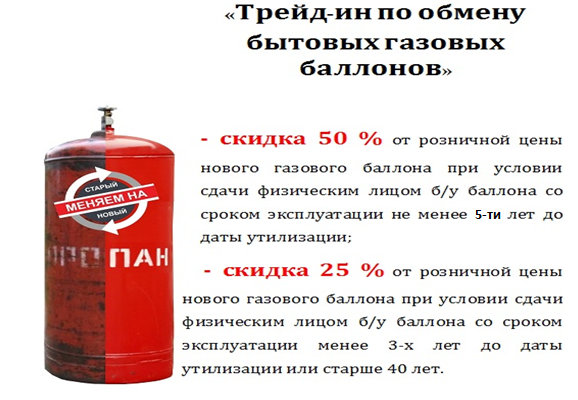 «Трейд-ин по обмену
бытовых газовых
баллонов»
- скидка 50 % от розничной цены
нового газового баллона при условии
сдачи физическим лицом б/у баллона со
сроком эксплуатации не менее 5-ти лет до
даты утилизации;
- скидка 25 % от розничной цены
нового газового баллона при условии сдачи
физическим лицом б/у баллона со сроком
эксплуатации менее 3-х лет до даты
утилизации или старше 40 лет.
СТАРЫЙ
МЕНЯЕМ НА
НОВЫЙ
ПРОПАН